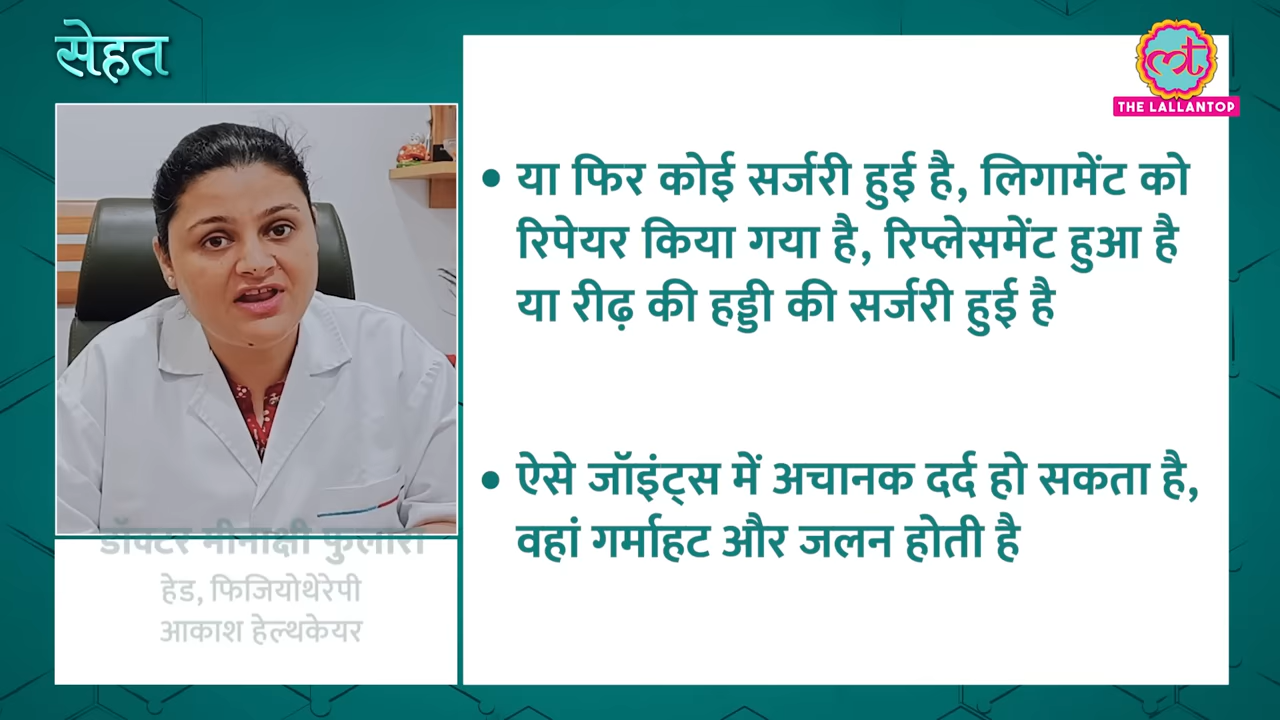 सेहत
THE LALLANTOP
• या फिर कोई सर्जरी हुई है, लिगामेंट को
रिपेयर किया गया है, रिप्लेसमेंट हुआ है
या रीढ़ की हड्डी की सर्जरी हुई है
• ऐसे जॉइंट्स में अचानक दर्द हो सकता है,
वहां गर्माहट और जलन होती है
डॉक्टर मीनाक्षी फुलारा
हेड, फिजियोथेरेपी
आकाश हेल्थकेयर